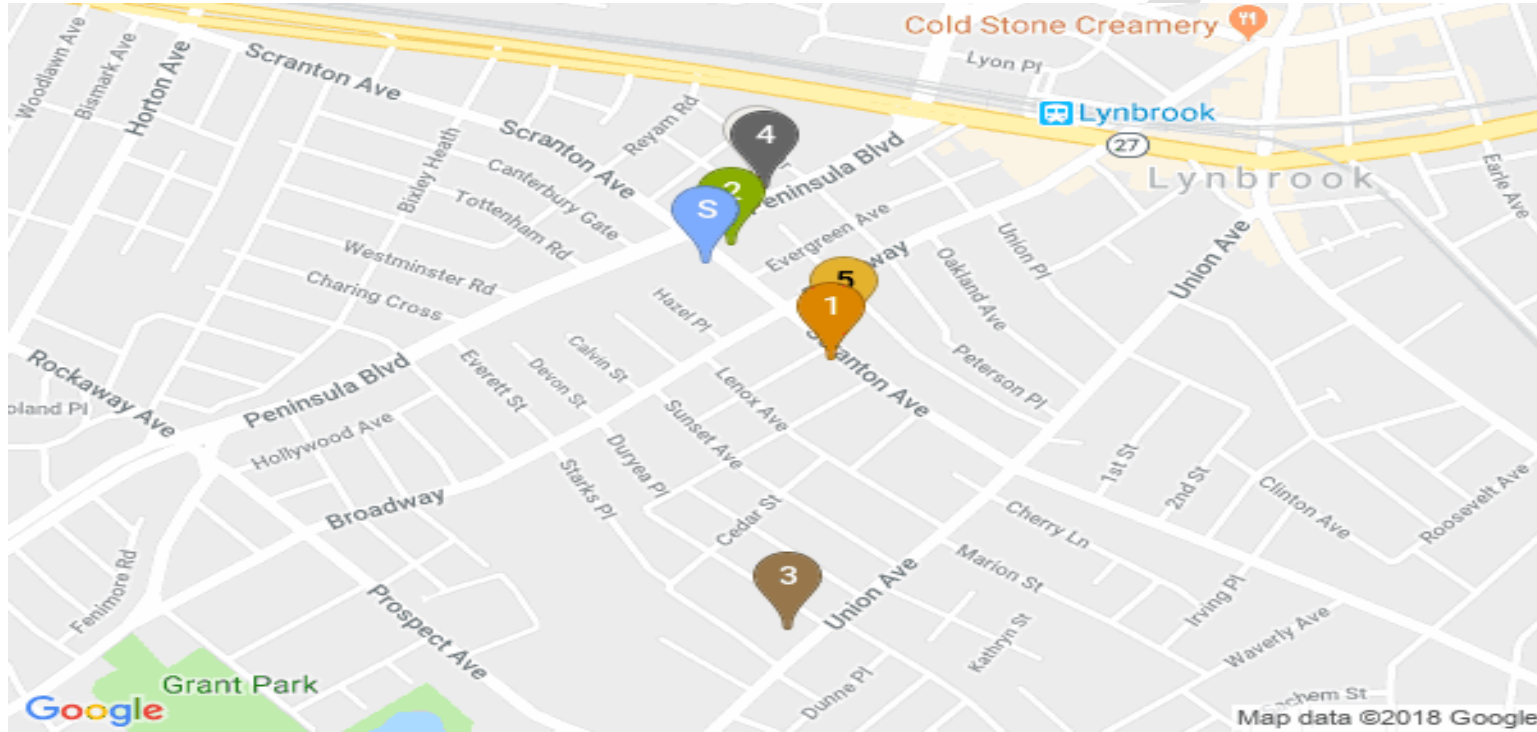 Cold Stone Creamery
Woodlawn Ave
Bismark Ave
Horton Ave
Scranton Ave
Lyon Pl
Lynbrook
27
Lynbrook
Earle Ave
Reyam Rd
Scranton Ave
Bixley Heath
Canterbury Gate
4
Peninsula Blvd
2
S
Tottenham Rd
Evergreen Ave
Union Pl
Oakland Ave
Union Ave
Westminster Rd
Charing Cross
Hazel Pl
5
1
Scranton Ave
Peterson Pl
Rockaway Ave
Peninsula Blvd
Everett St
Devon St
Calvin St
Lenox Ave
Sunset Ave
Hollywood Ave
Duryea Pl
Starks Pl
Broadway
Cedar St
1st St
2nd St
Clinton Ave
Roosevelt Ave
Cherry Ln
Marion St
Irving Pl
Waverly Ave
Fenimore Rd
Prospect Ave
3
Union Ave
Kathryn St
Dunne Pl
Grant Park
Google
Map data ©2018 Google